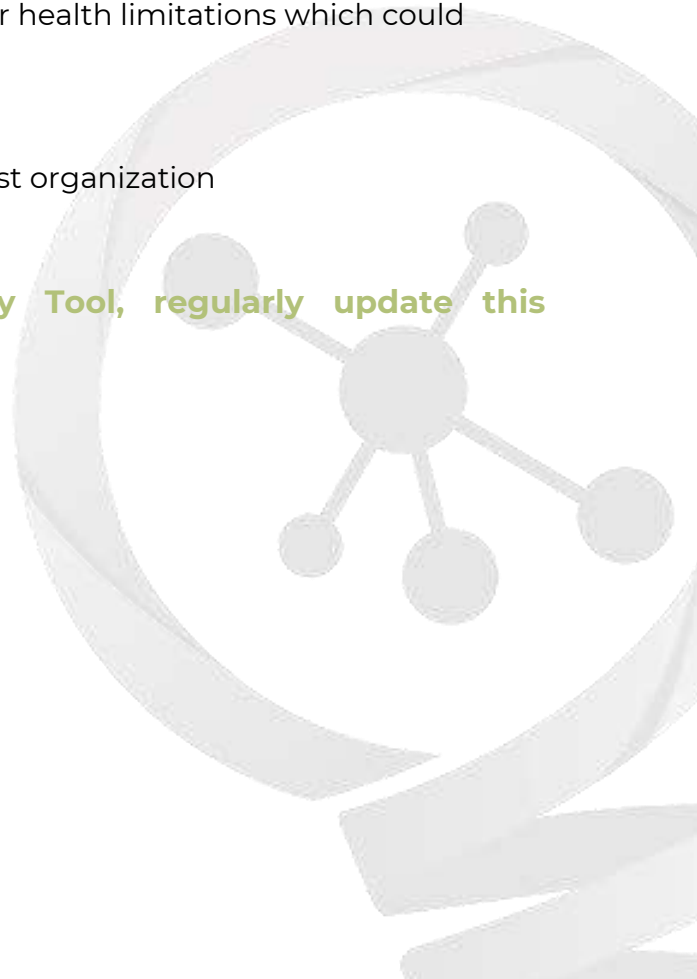 r health limitations which could
st organization
y Tool, regularly update this